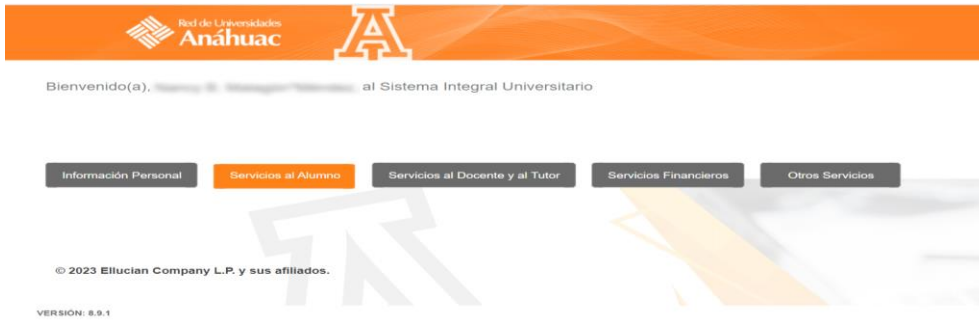 Red de Universidades
Anáhuac
Bienvenido(a), al Sistema Integral Universitario
Información Personal
Servicios al Alumno
Servicios al Docente y al Tutor
Servicios Financieros
Otros Servicios
© 2023 Ellucian Company L.P. y sus afiliados.
VERSIÓN: 8.9.1